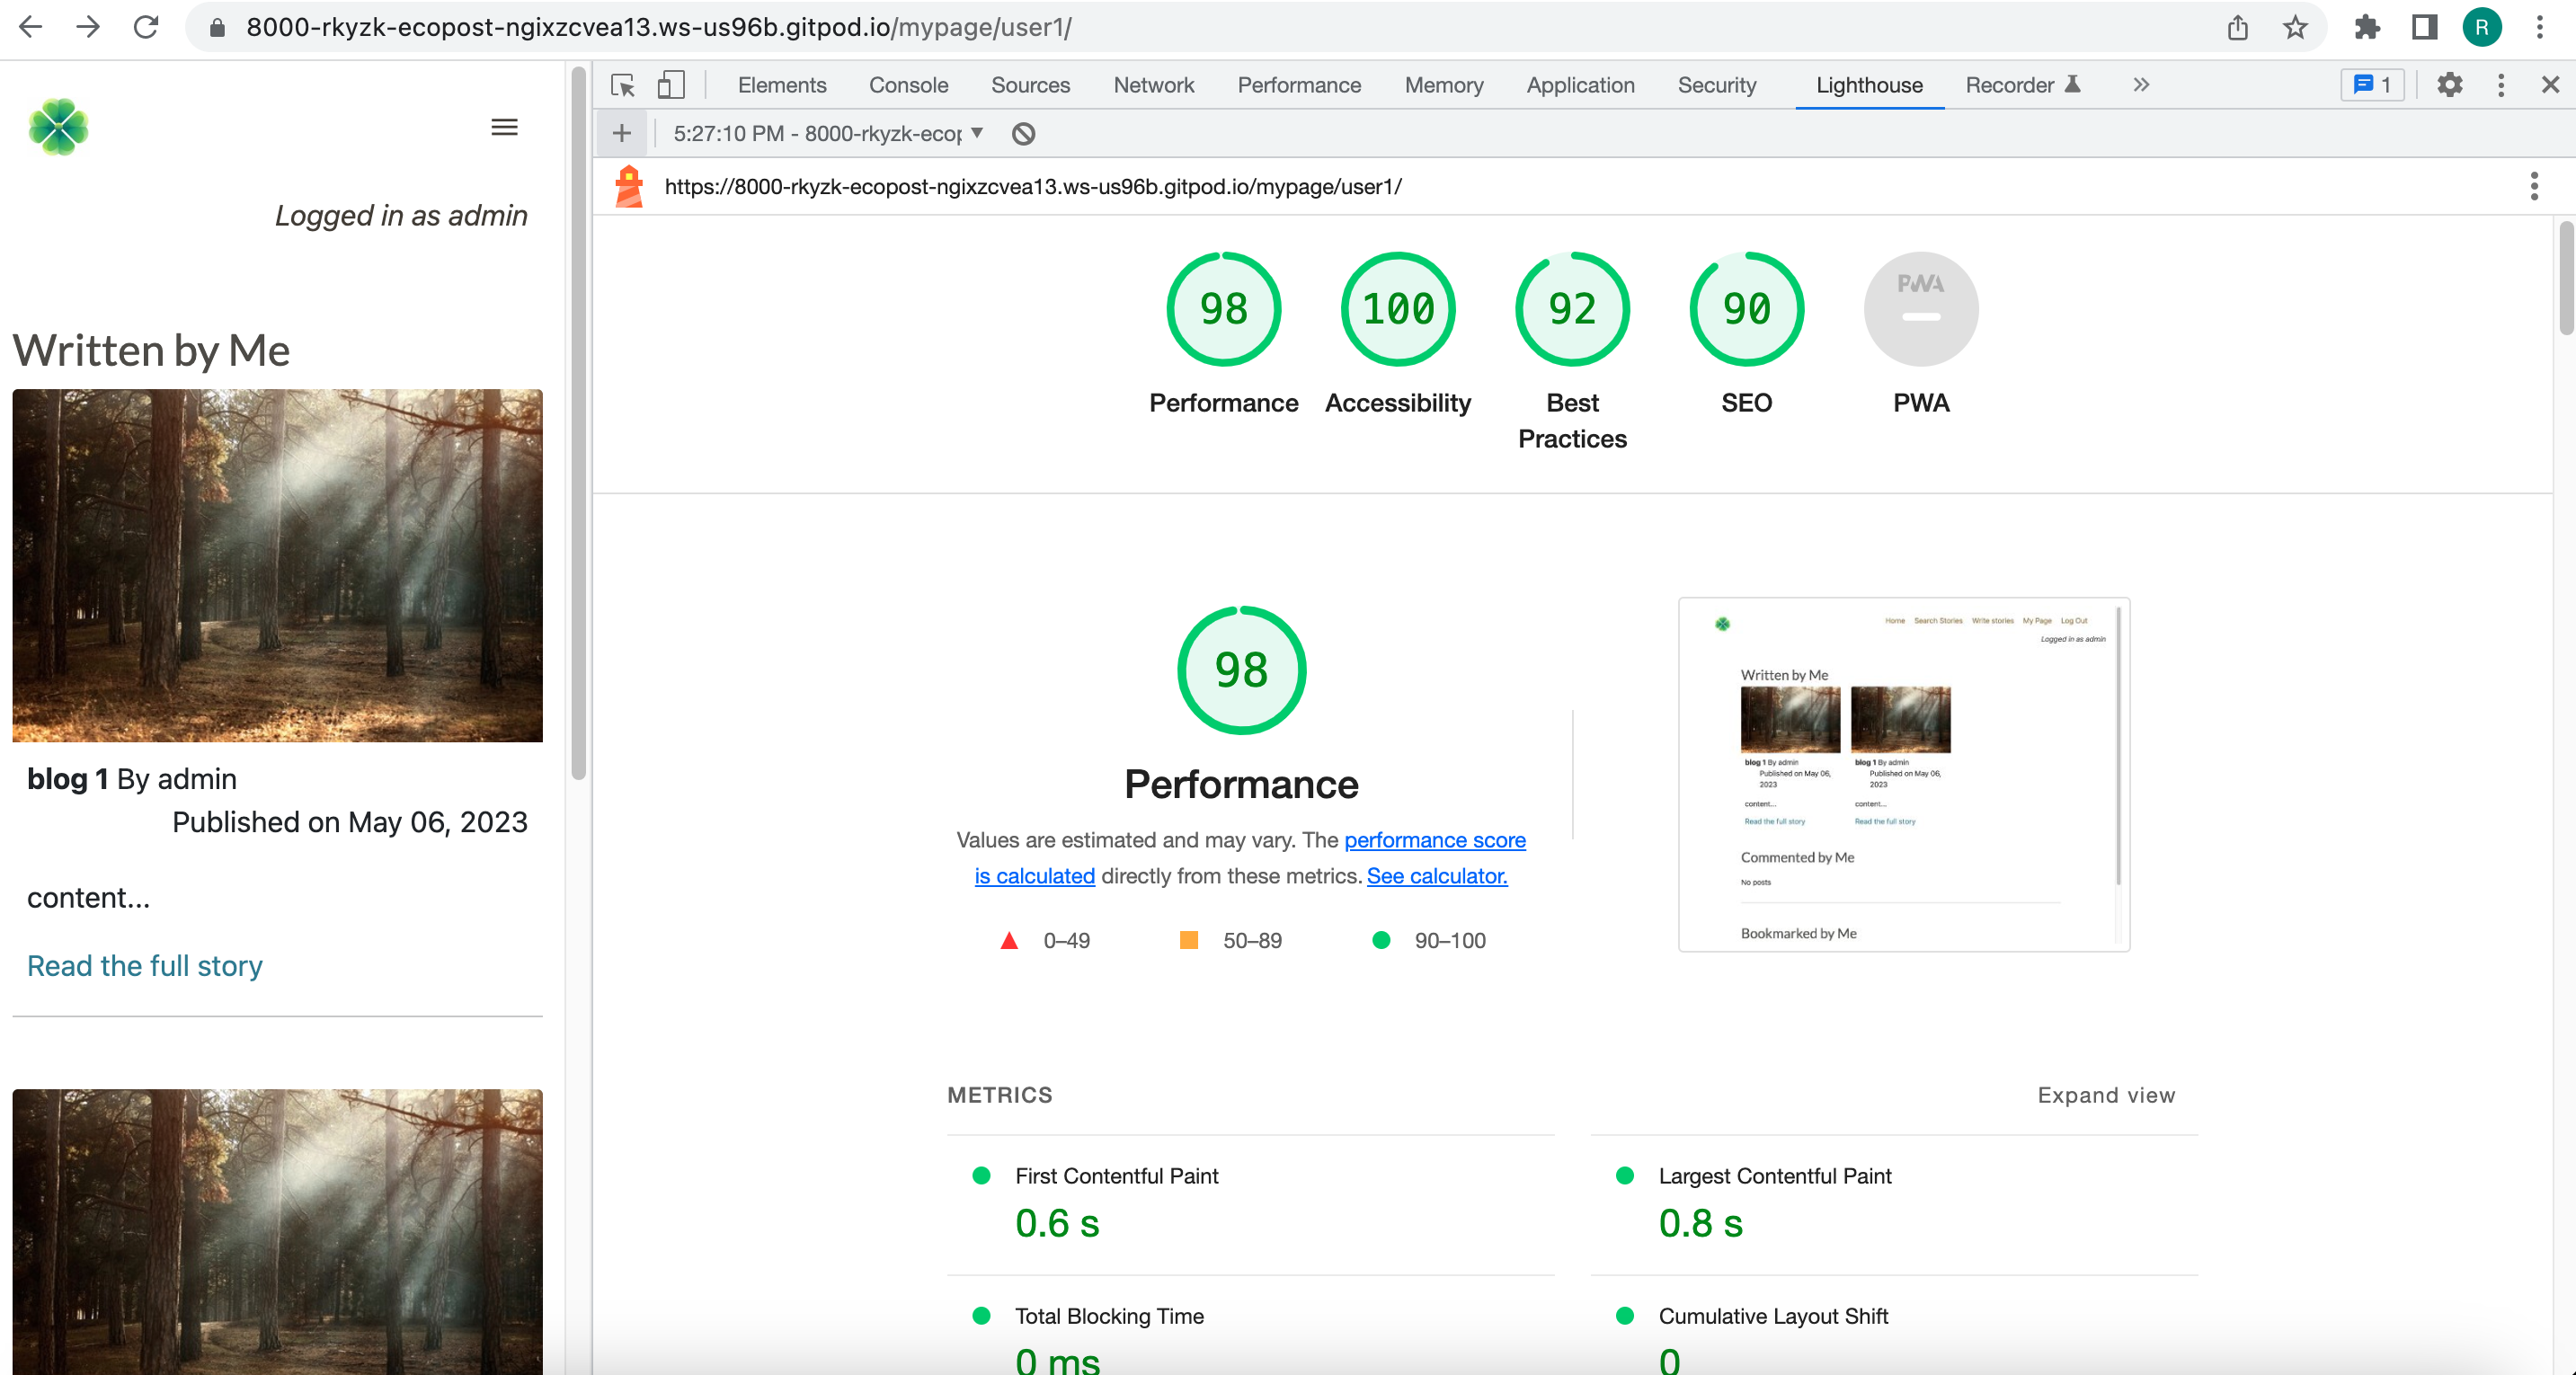 8000-rkyzk-ecopost-ngixzcvea13.ws-us96b.gitpod.io/mypage/user1/
R
Logged in as admin
Written by Me
blog 1 By admin
Published on May 06, 2023
content...
Read the full story
Elements Console Sources Network Performance Memory Application Security Lighthouse Recorder 1
5:27:10 PM - 8000-rkyzk-ecop
https://8000-rkyzk-ecopost-ngixzcvea13.ws-us96b.gitpod.io/mypage/user1/
98 100 92 90 PWA
Performance Accessibility Best Practices SEO PWA
98
Performance
Values are estimated and may vary. The performance score
is calculated directly from these metrics. See calculator.
0–49 50–89 90–100
Home Search Stories Write stories My Page Log Out
Logged in as admin
Written by Me
blog 1 By admin blog 1 By admin
Published on May 06, Published on May 06,
2023 2023
content... content...
Read the full story Read the full story
Commented by Me
No posts
Bookmarked by Me
METRICS Expand view
First Contentful Paint Largest Contentful Paint
0.6 s 0.8 s
Total Blocking Time Cumulative Layout Shift
0 ms 0